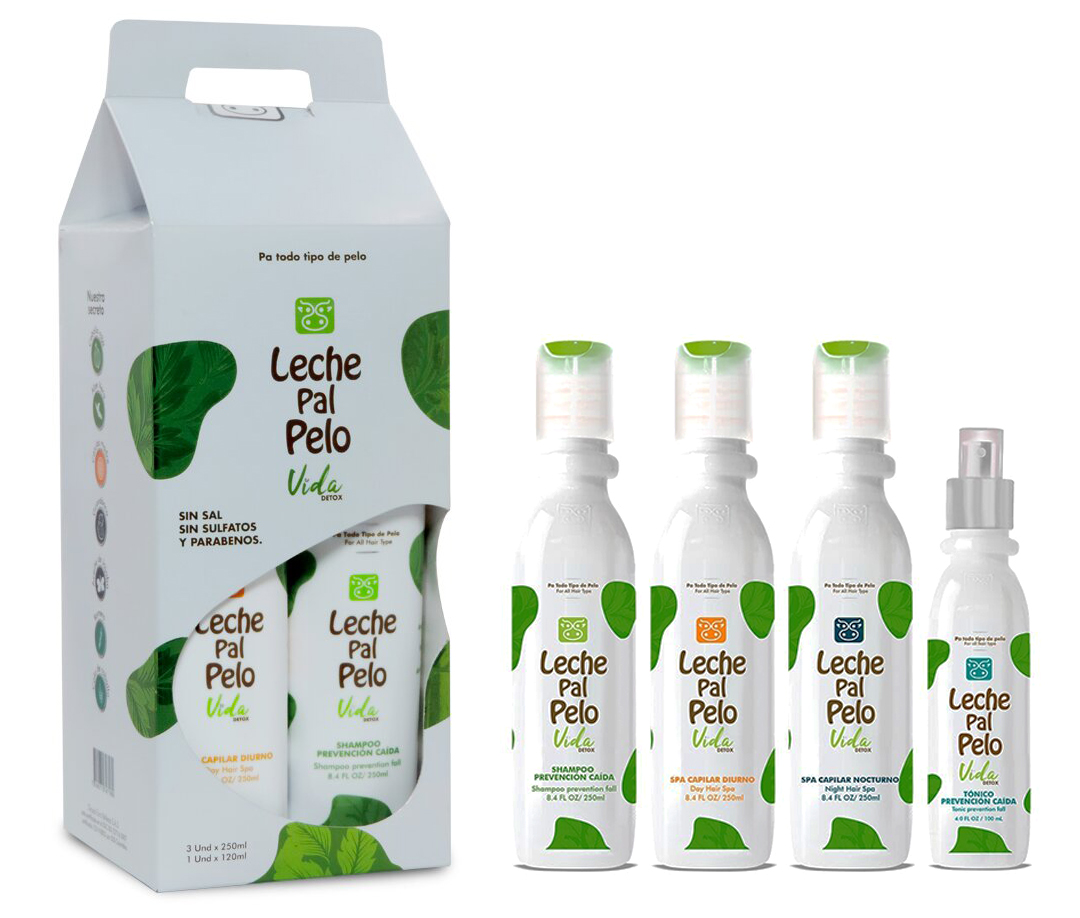 Pa todo tipo de pelo
Leche
Pal
Pelo
Vida
DETOX
SIN SAL
SIN SULFATOS
Y PARABENOS.
Nuestro
secreto
Leche
Pal
Pelo
Vida
DETOX
CAPILAR DIURNO
Day Hair Spa
OZ/ 250ml
Todo Tipo de Pelo
For All Hair Type
Leche
Pal
Pelo
Vida
DETOX
SHAMPOO
PREVENCIÓN CAÍDA
Shampoo prevention fall
8.4 FL OZ/ 250ml
3 Und x 250ml
1 Und x 120ml
Pa Todo Tipo de Pelo
For All Hair Type
Leche
Pal
Pelo
Vida
DETOX
SHAMPOO
PREVENCIÓN CAÍDA
Shampoo prevention fall
8.4 FL OZ/ 250ml
Pa Todo Tipo de Pelo
For All Hair Type
Leche
Pal
Pelo
Vida
DETOX
SPA CAPILAR DIURNO
Day Hair Spa
8.4 FL OZ/ 250ml
Pa Todo Tipo de Pelo
For All Hair Type
Leche
Pal
Pelo
Vida
DETOX
SPA CAPILAR NOCTURNO
Night Hair Spa
8.4 FL OZ/ 250ml
Pa todo tipo de pelo
For all hair type
Leche
Pal
Pelo
Vida
DETOX
TÓNICO
PREVENCIÓN CAÍDA
Tonic prevention fall
4.0 FL OZ / 100 mL